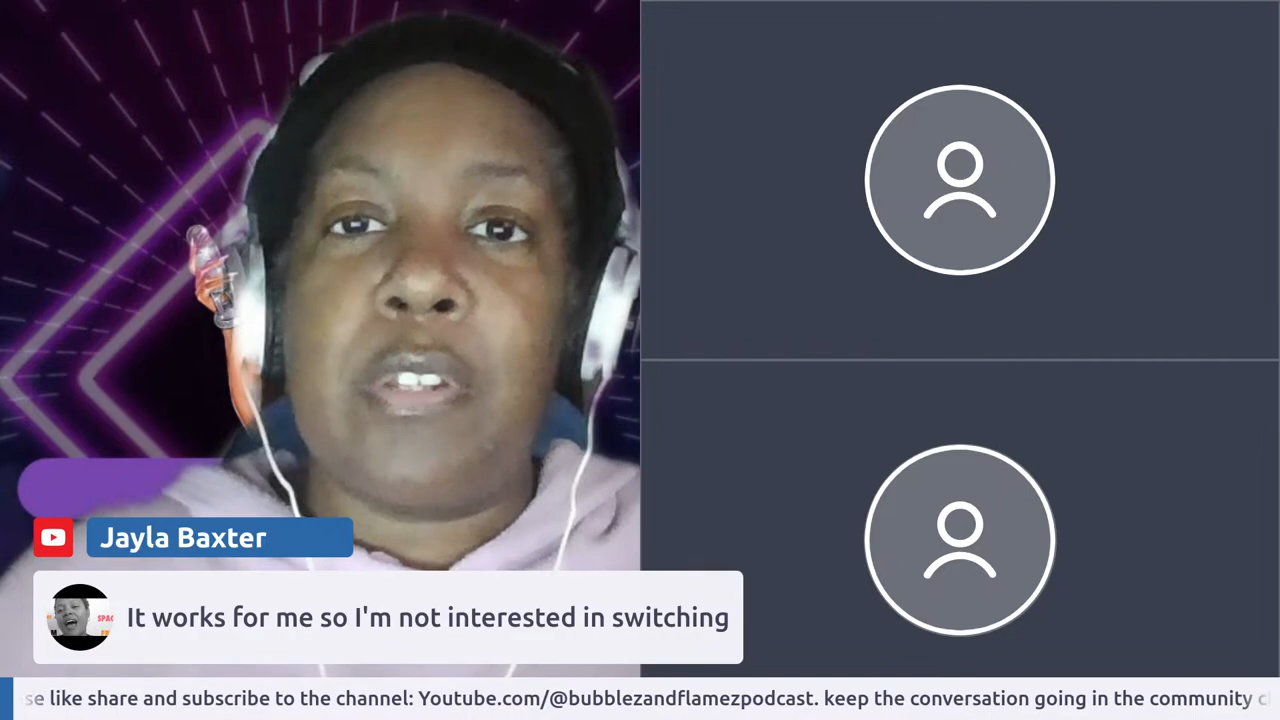 Jayla Baxter
SPAC
It works for me so I'm not interested in switching
like share and subscribe to the channel: Youtube.com/@bubblezandflamezpodcast. keep the conversation going in the community